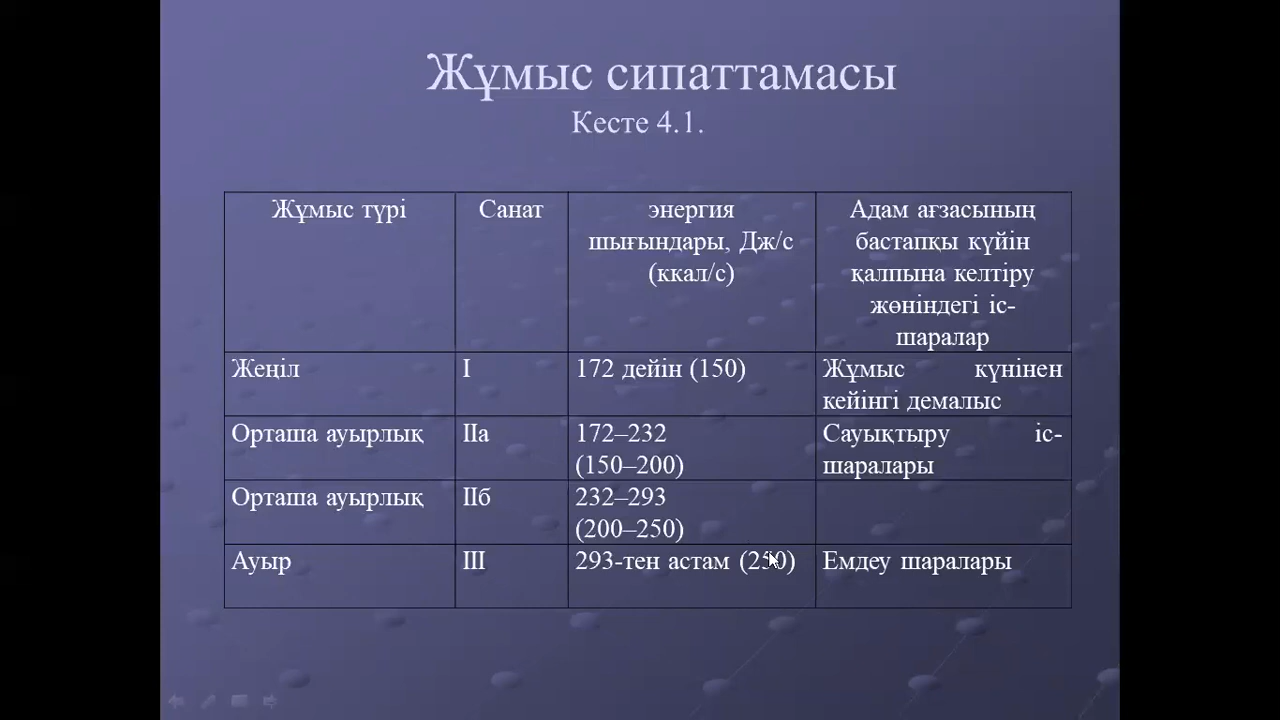 Жұмыс сипаттамасы
Кесте 4.1.
Жұмыс түрі
Санат
энергия
шығындары, Дж/с
(ккал/с)
Адам ағзасының
бастапқы күйін
қалпына келтіру
жөніндегі іс-
шаралар
Жеңіл
I
172 дейін (150)
Жұмыс күнінен
кейінгі демалыс
Орташа ауырлық
IIа
172–232
(150–200)
Сауықтыру іс-
шаралары
Орташа ауырлық
IIб
232–293
(200–250)
Ауыр
III
293-тен астам (250)
Емдеу шаралары